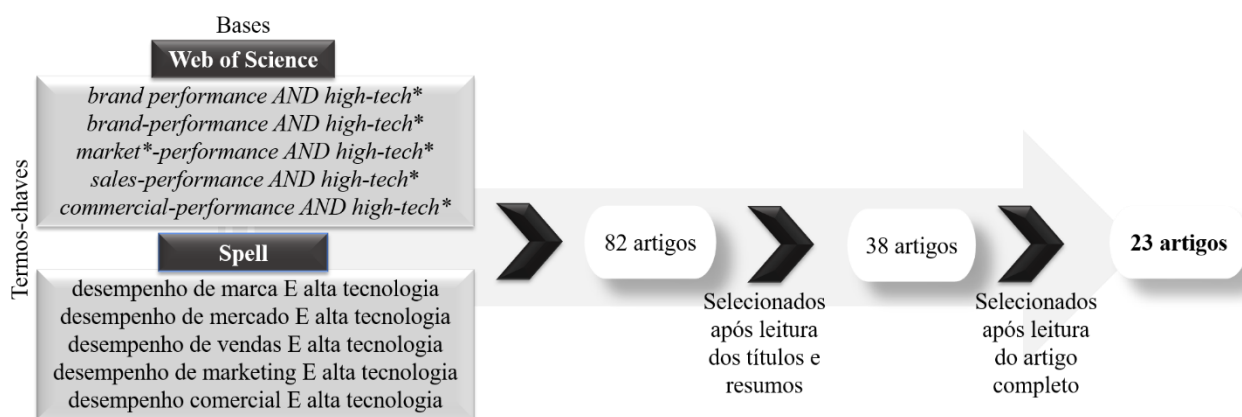 Bases
Termos-chaves
Web of Science
brand performance AND high-tech*
brand-performance AND high-tech*
market*-performance AND high-tech*
sales-performance AND high-tech*
commercial-performance AND high-tech*
Spell
desempenho de marca E alta tecnologia
desempenho de mercado E alta tecnologia
desempenho de vendas E alta tecnologia
desempenho de marketing E alta tecnologia
desempenho comercial E alta tecnologia
82 artigos
Selecionados
após leitura
dos títulos e
resumos
38 artigos
Selecionados
após leitura
do artigo
completo
23 artigos